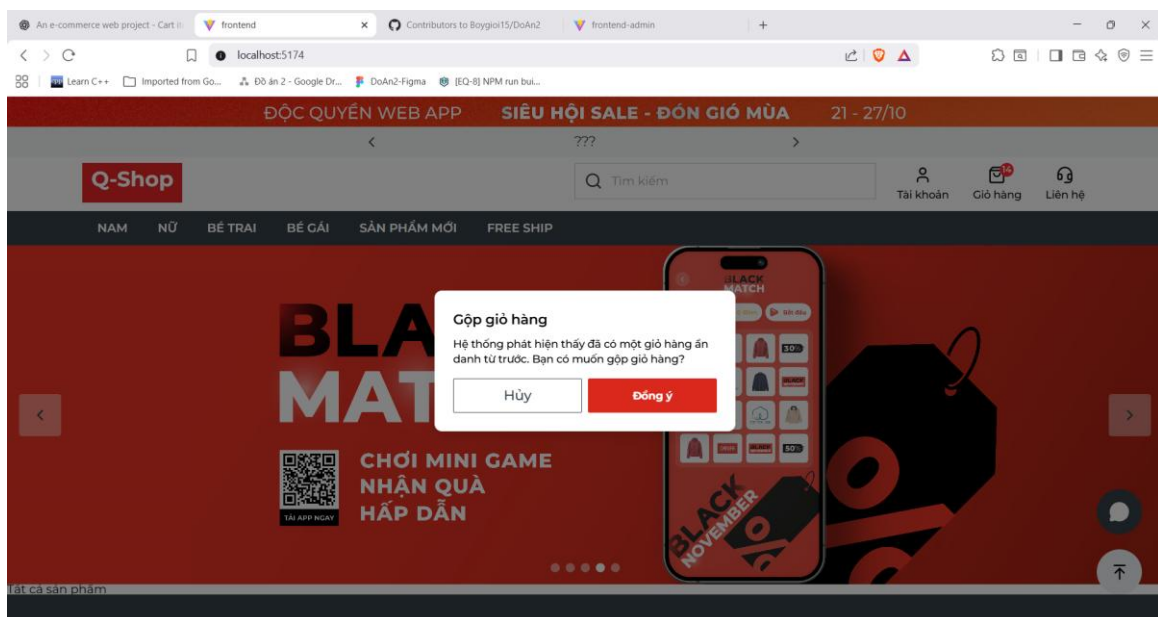 An e-commerce web project - Cart i
frontend
Contributors to Boygioi15/DoAn2
frontend-admin
localhost:5174
Learn C++
Imported from Go...
Đồ án 2 - Google Dr...
DoAn2-Figma
[EQ-8] NPM run bui...
ĐỘC QUYỀN WEB APP SIÊU HỘI SALE - ĐÓN GIÓ MÙA 21 - 27/10
???
Q-Shop
Tìm kiếm
14
Tài khoản
Giỏ hàng
Liên hệ
NAM NỮ BÉ TRAI BÉ GÁI SẢN PHẨM MỚI FREE SHIP
BLACK
MATCH
BLA
MAT
30%
50%
Gộp giỏ hàng
Hệ thống phát hiện thấy đã có một giỏ hàng ẩn
danh từ trước. Bạn có muốn gộp giỏ hàng?
Hủy
Đồng ý
CHƠI MINI GAME
NHẬN QUÀ
HẤP DẪN
TẢI APP NGAY
BLACK
NOVEMBER
Tất cả sản phẩm